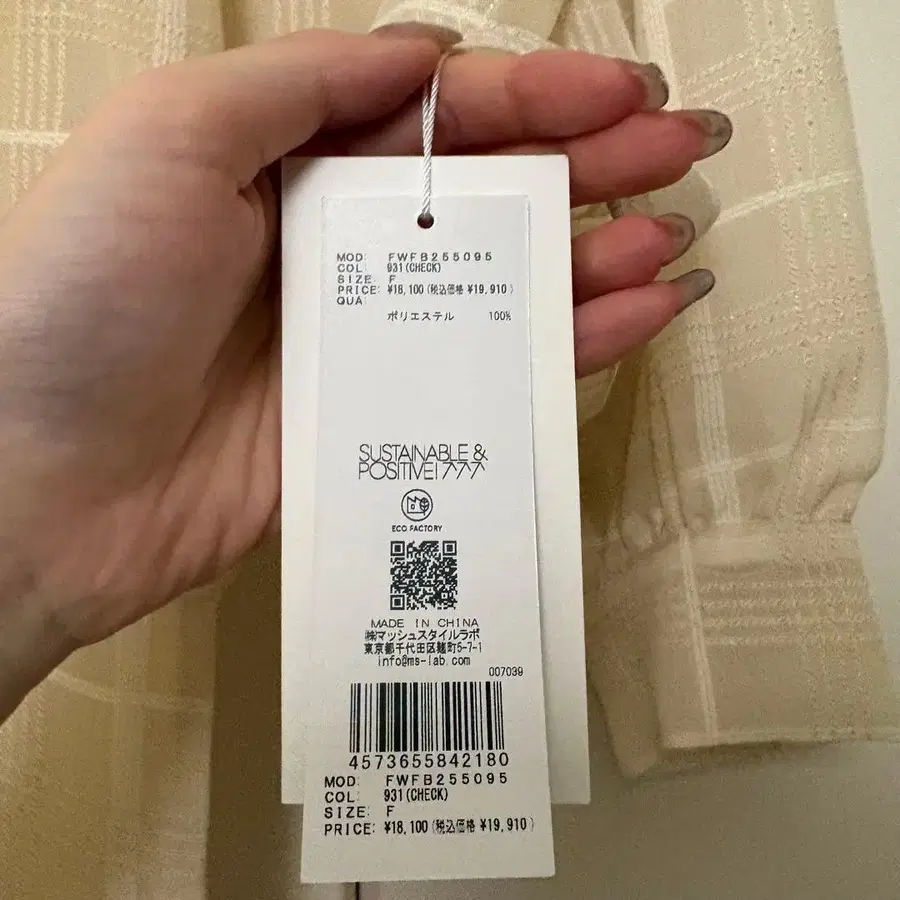 MOD: FWFB255095
COL: 931(CHECK)
SIZE: F
PRICE: ¥18,100(税込価格 ¥19,910)
QUA:
ポリエステル 100%
SUSTAINABLE &
POSITIVE! 777
ECO FACTORY
MADE IN CHINA
㈱マッシュスタイルラボ
東京都千代田区麹町5-7-1
info@ms-lab.com
007039
4573655842180
MOD: FWFB255095
COL: 931(CHECK)
SIZE: F
PRICE: ¥18,100(税込価格 ¥19,910)